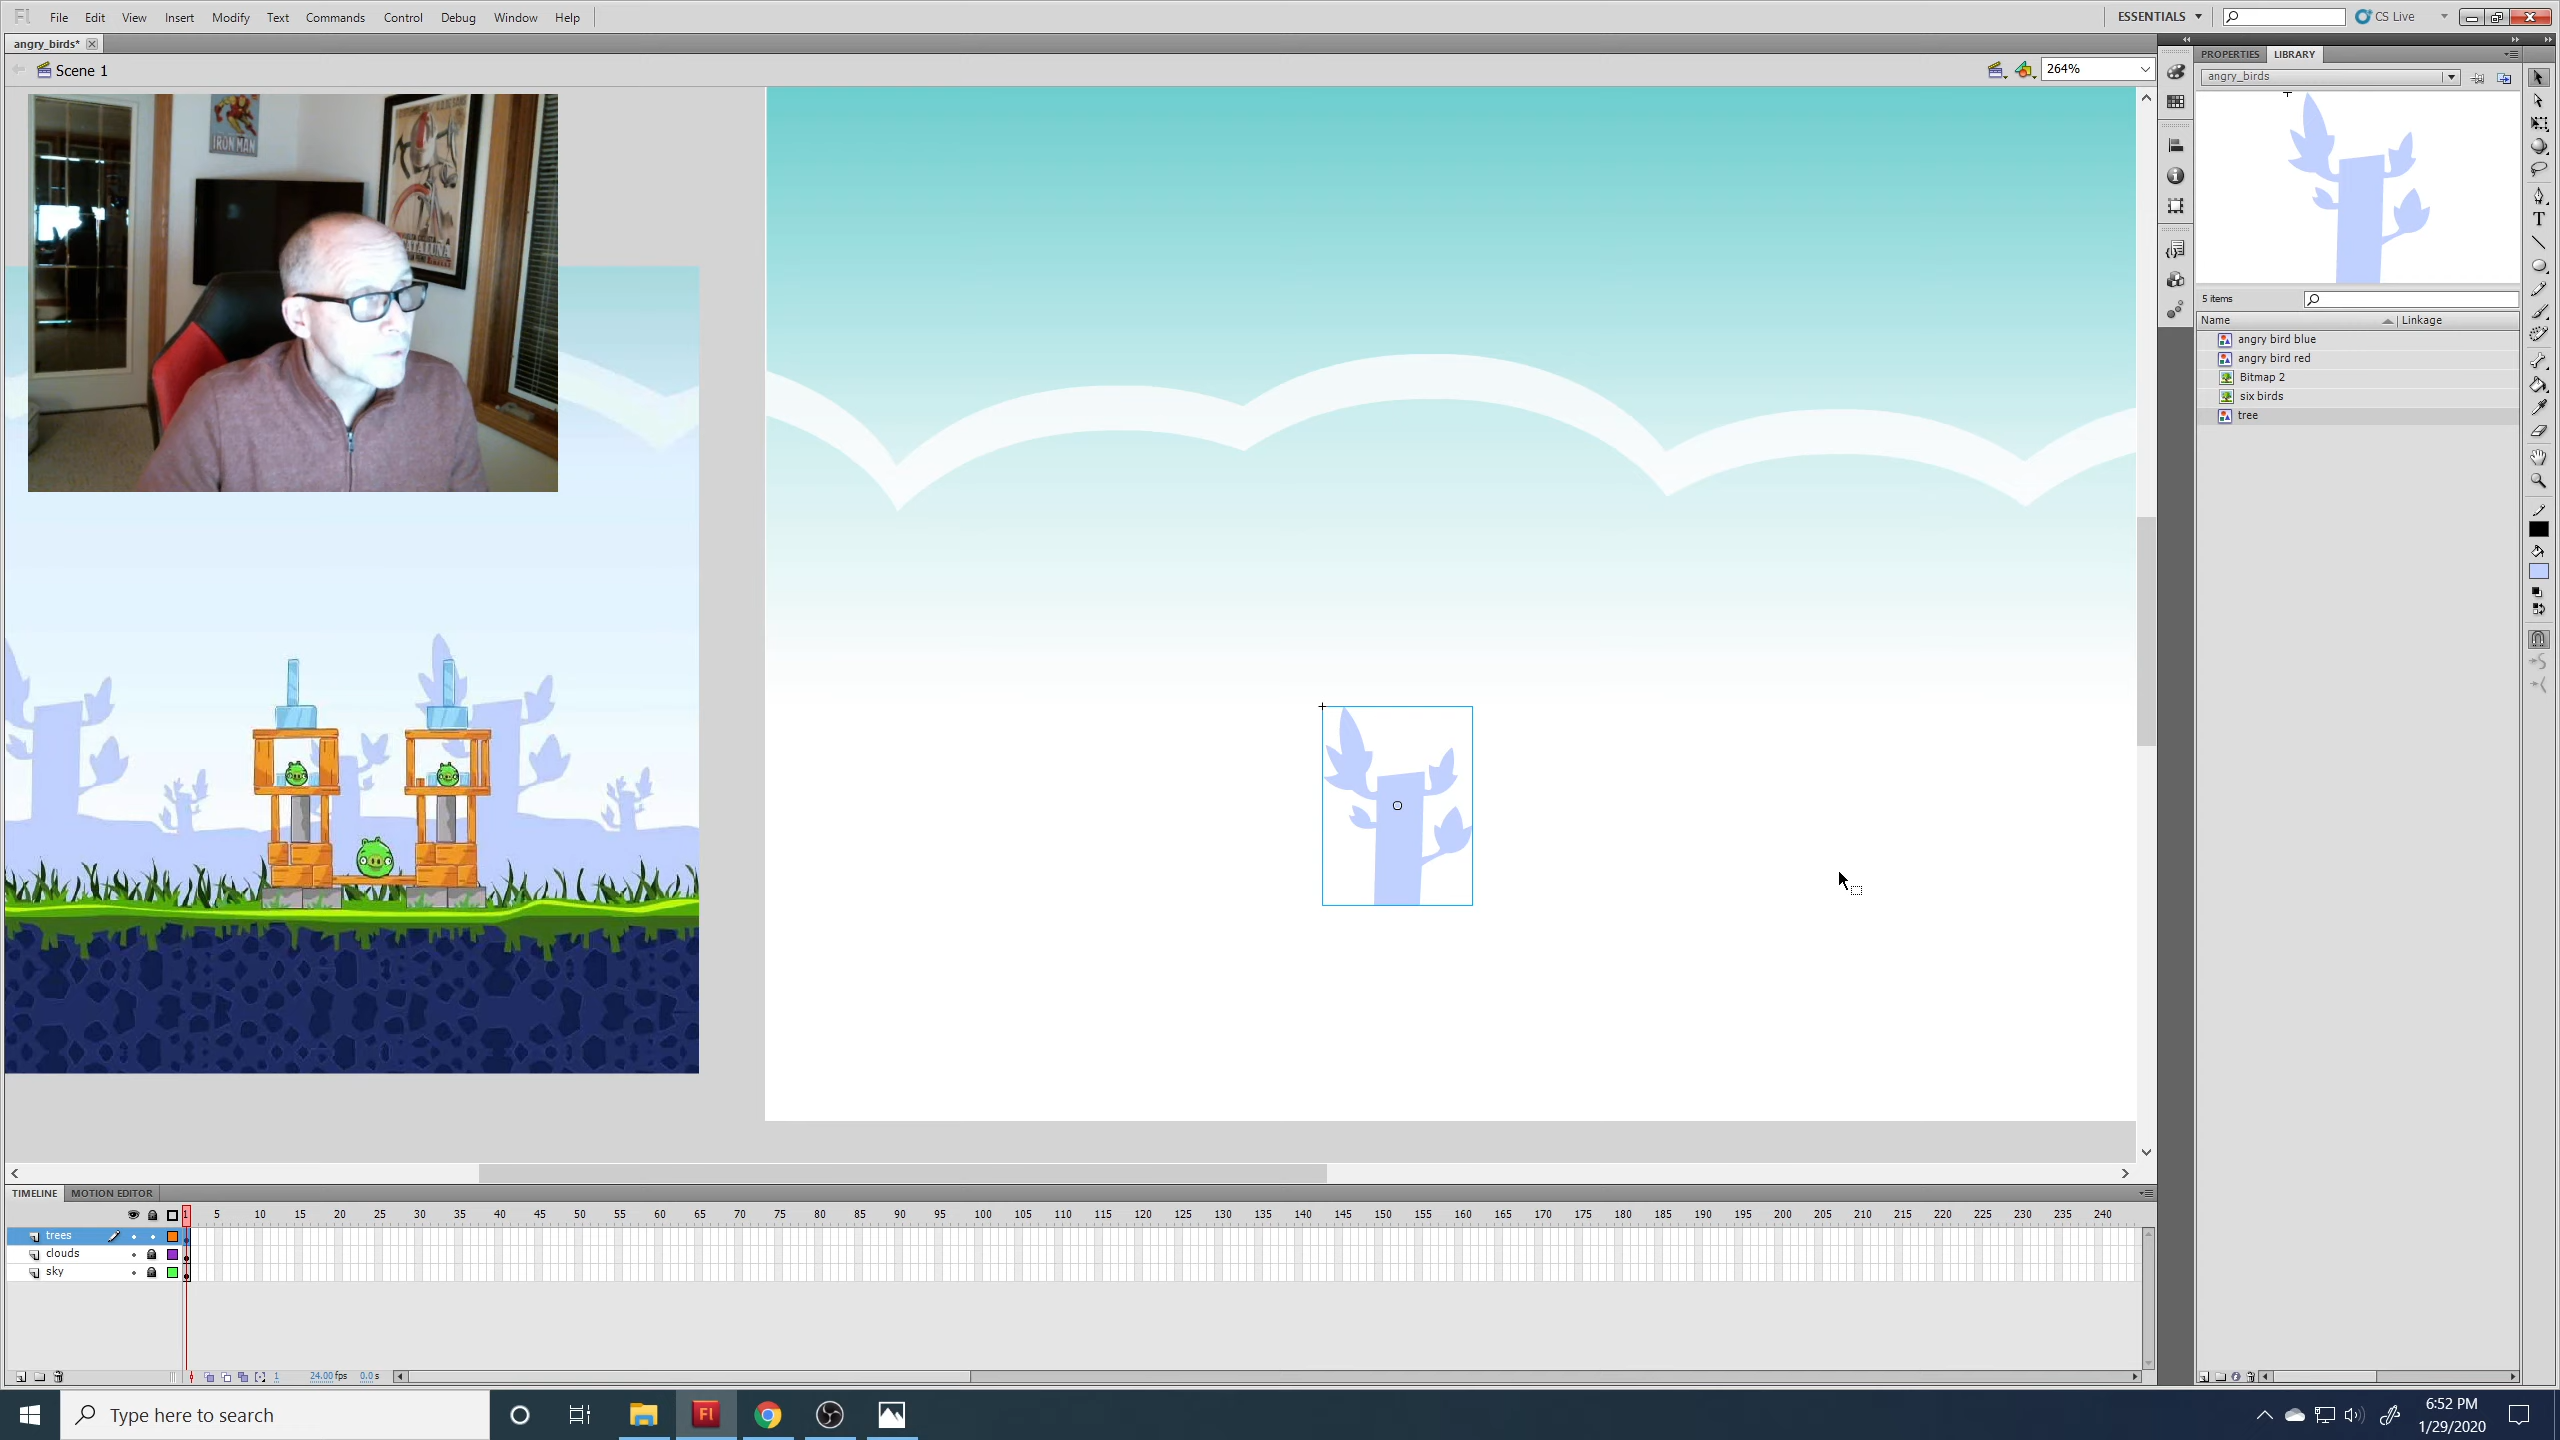 Fl File Edit View Insert Modify Text Commands Control Debug Window Help
ESSENTIALS CS Live
angry_birds*
Scene 1
264%
IRON MAN
PROPERTIES LIBRARY
angry_birds
5 items
Name Linkage
angry bird blue
angry bird red
Bitmap 2
six birds
tree
T
TIMELINE MOTION EDITOR
1 5 10 15 20 25 30 35 40 45 50 55 60 65 70 75 80 85 90 95 100 105 110 115 120 125 130 135 140 145 150 155 160 165 170 175 180 185 190 195 200 205 210 215 220 225 230 235 240
trees
clouds
sky
1 24.00 fps 0.0 s
Type here to search
Fl
6:52 PM
1/29/2020